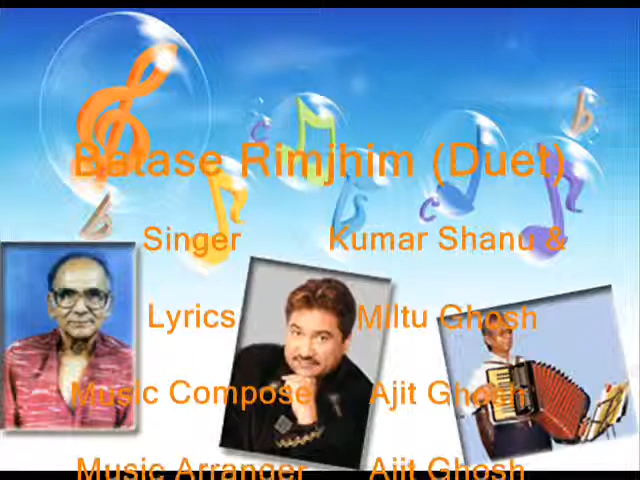 Batase Rimjhim (Duet)
Singer Kumar Shanu &
Lyrics Miltu Ghosh
Music Compose Ajit Ghosh
Music Arranger Ajit Ghosh